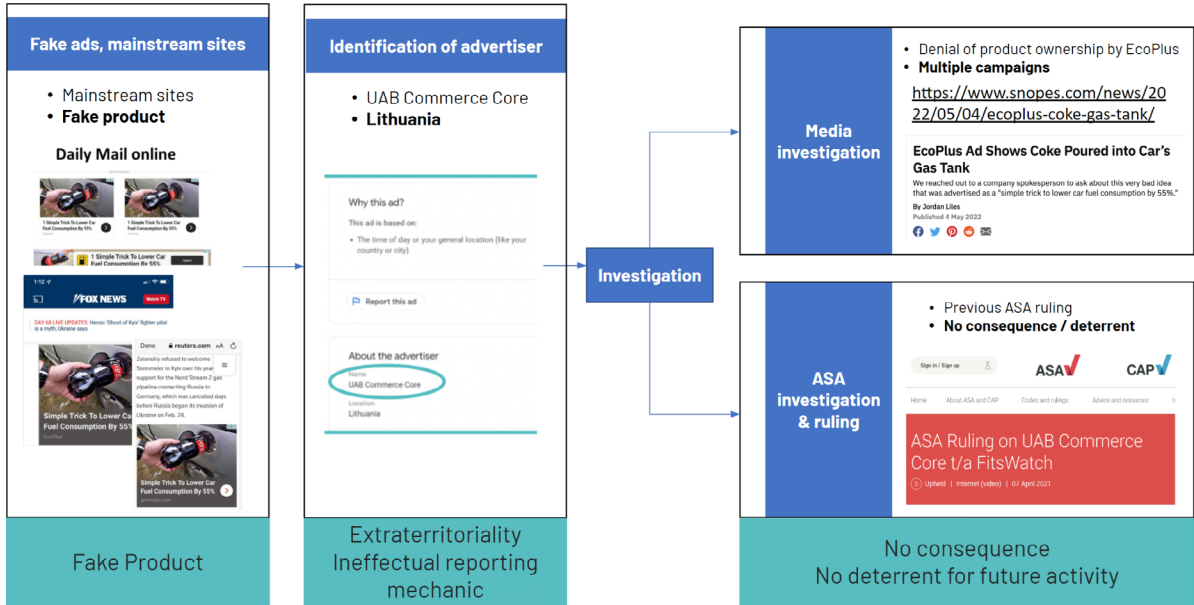 Fake ads, mainstream sites
• Mainstream sites
• Fake product
Daily Mail online
1 Simple Trick To Lower Car
Fuel Consumption By 55%
1 Simple Trick To Lower Car
Fuel Consumption By 55%
1 Simple Trick To Lower Car
Fuel Consumption By 55%
1:12
FOX NEWS
Watch TV
DAY 68 LIVE UPDATES: Heroic 'Ghost of Kyiv' fighter pilot
is a myth, Ukraine says
Simple Trick To Lower Ca
Fuel Consumption By 55%
EcoPlus
Done
reuters.com
AA
Zelenskiy refused to welcome
Steinmeier in Kyiv over his year
support for the Nord Stream 2 gas
pipeline connecting Russia to
Germany, which was cancelled days
before Russia began its invasion of
Ukraine on Feb. 24.
Simple Trick To Lower Car
Fuel Consumption By 55%
Fake Product
Identification of advertiser
• UAB Commerce Core
• Lithuania
Why this ad?
This ad is based on:
• The time of day or your general location (like your
country or city)
Report this ad
About the advertiser
Name
UAB Commerce Core
Location
Lithuania
Extraterritoriality
Ineffectual reporting
mechanic
Investigation
Media
investigation
• Denial of product ownership by EcoPlus
• Multiple campaigns
https://www.snopes.com/news/20
22/05/04/ecoplus-coke-gas-tank/
EcoPlus Ad Shows Coke Poured into Car's
Gas Tank
We reached out to a company spokesperson to ask about this very bad idea
that was advertised as a "simple trick to lower car fuel consumption by 55%."
By Jordan Liles
Published 4 May 2022
ASA
investigation
& ruling
• Previous ASA ruling
• No consequence / deterrent
Sign in / Sign up
ASA
CAP
Home
About ASA and CAP
Codes and rulings
Advice and resources
ASA Ruling on UAB Commerce
Core t/a FitsWatch
Upheld | Internet (video) | 07 April 2021
No consequence
No deterrent for future activity